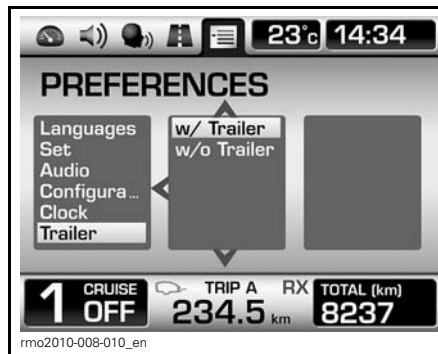 23°c 14:34
PREFERENCES
Languages
Set
Audio
Configura...
Clock
Trailer
w/ Trailer
w/o Trailer
1 CRUISE OFF
TRIP A RX
234.5 km
TOTAL (km)
8237
rmo2010-008-010_en